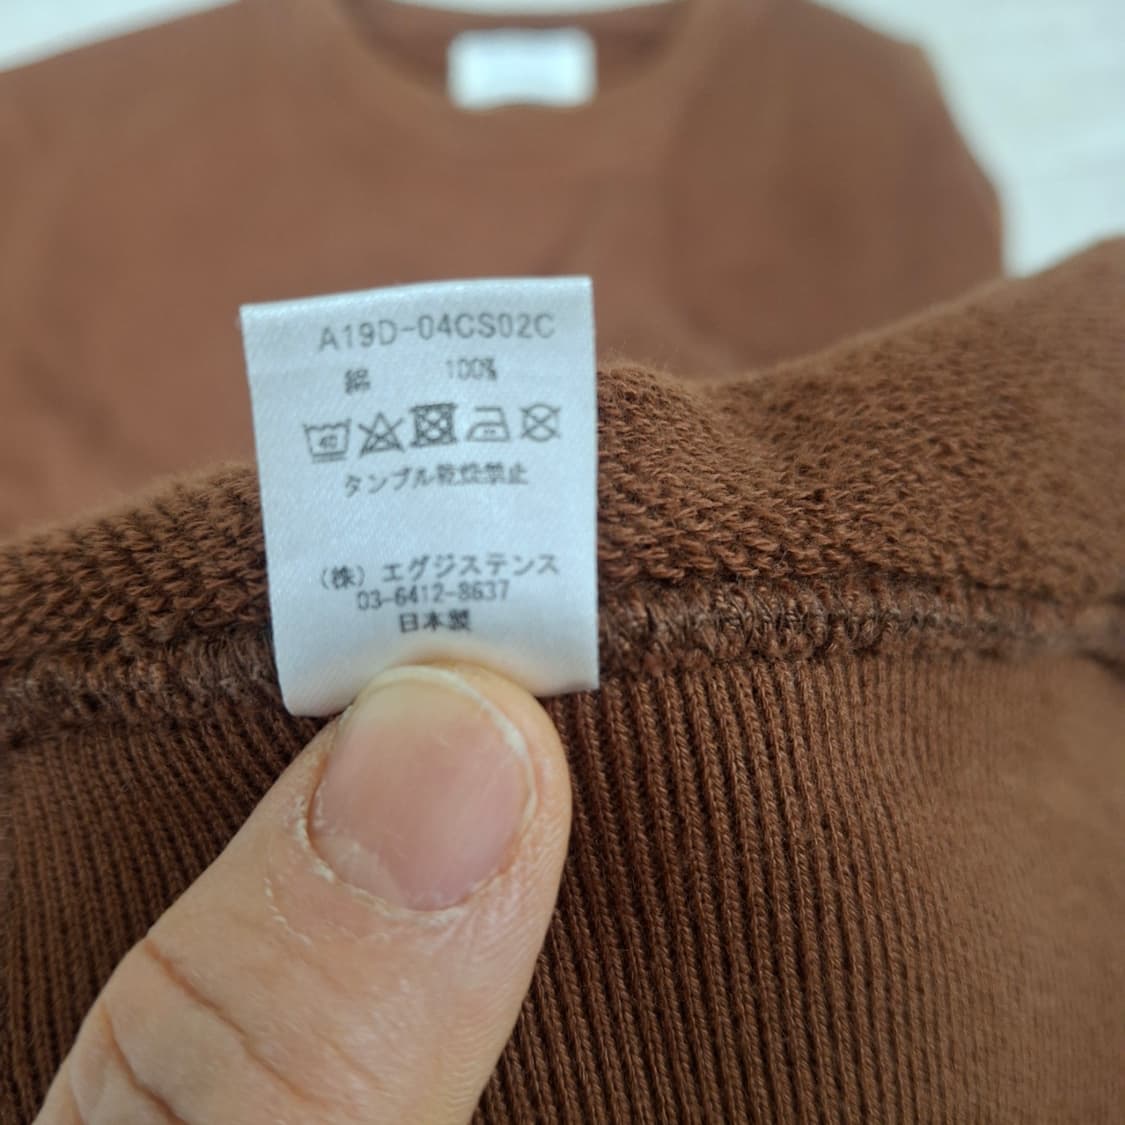 A19D-04CS02C
綿 100%
40
タンブル乾燥禁止
（株）エグジステンス
03-6412-8637
日本製